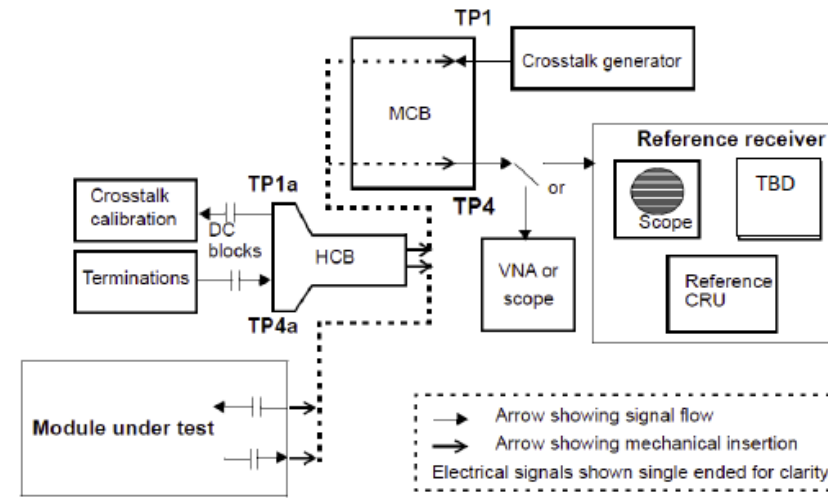 TP1
Crosstalk generator
MCB
Reference receiver
TP1a
Crosstalk
calibration
DC
blocks
TP4
or
Scope
TBD
HCB
Terminations
VNA or
scope
Reference
CRU
TP4a
Module under test
Arrow showing signal flow
Arrow showing mechanical insertion
Electrical signals shown single ended for clarity